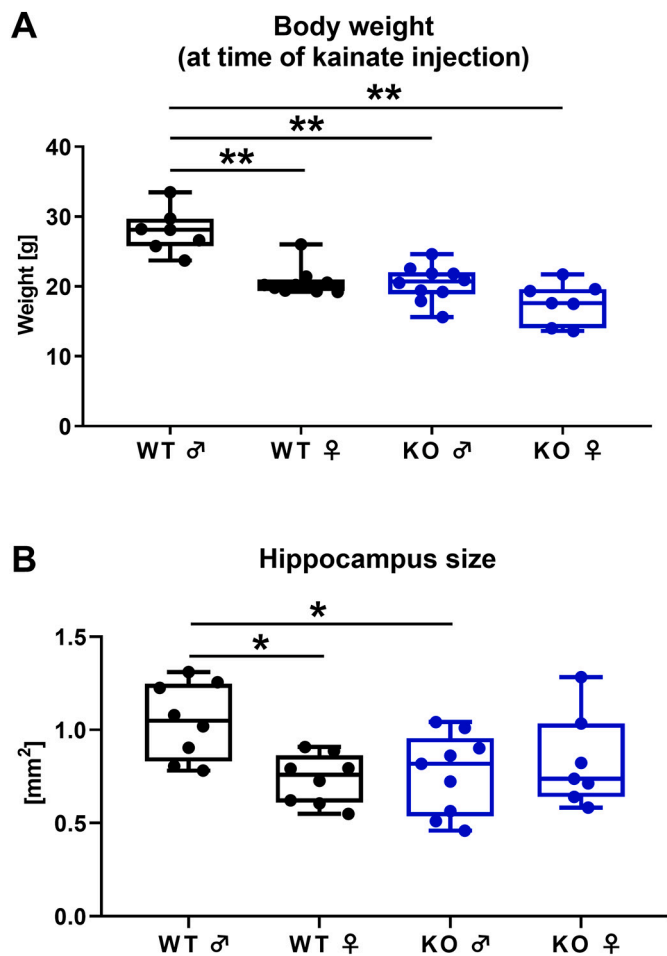 A
Body weight
(at time of kainate injection)
**
**
**
Weight [g]
40
30
20
10
0
WT ♂ WT ♀ KO ♂ KO ♀
B
Hippocampus size
*
*
[mm²]
1.5
1.0
0.5
0.0
WT ♂ WT ♀ KO ♂ KO ♀